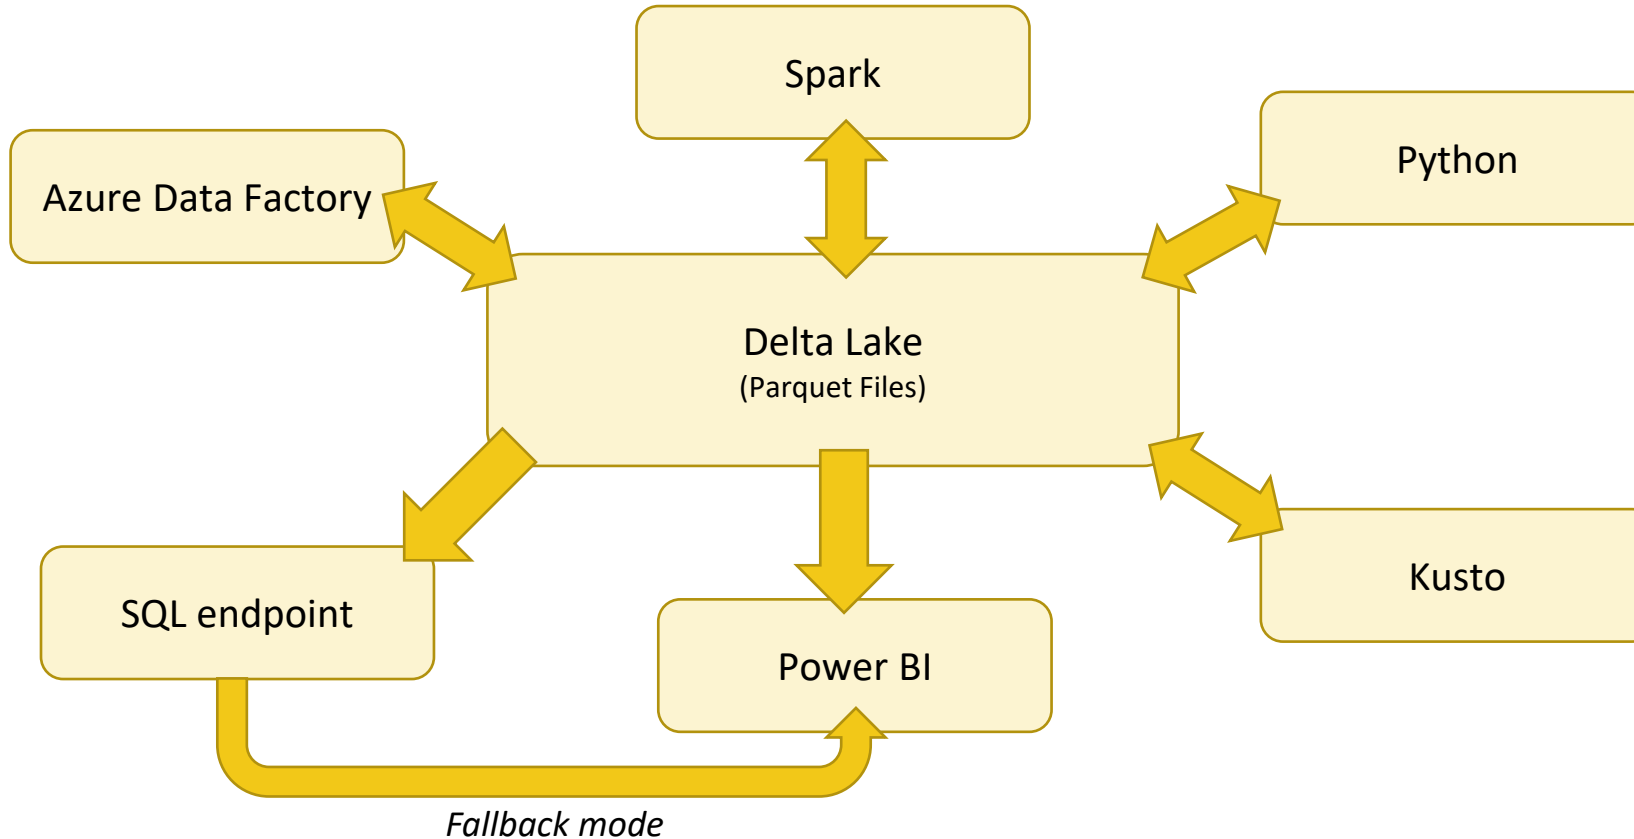 Spark
Python
Azure Data Factory
Delta Lake
(Parquet Files)
Kusto
SQL endpoint
Power BI
Fallback mode